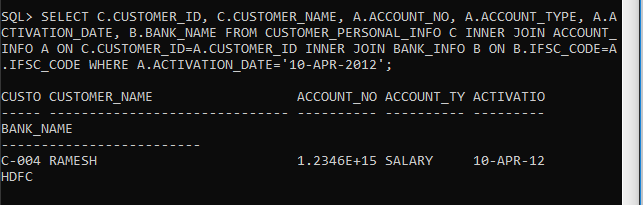 SQL> SELECT C.CUSTOMER_ID, C.CUSTOMER_NAME, A.ACCOUNT_NO, A.ACCOUNT_TYPE, A.A
CTIVATION_DATE, B.BANK_NAME FROM CUSTOMER_PERSONAL_INFO C INNER JOIN ACCOUNT_
INFO A ON C.CUSTOMER_ID=A.CUSTOMER_ID INNER JOIN BANK_INFO B ON B.IFSC_CODE=A
.IFSC_CODE WHERE A.ACTIVATION_DATE='10-APR-2012';
CUSTO CUSTOMER_NAME                  ACCOUNT_NO ACCOUNT_TY ACTIVATIO
----- ------------------------------ ---------- ---------- ---------
BANK_NAME
-------------------------
C-004 RAMESH                         1.2346E+15 SALARY     10-APR-12
HDFC